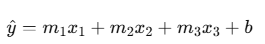 ŷ = m₁x₁ + m₂x₂ + m₃x₃ + b